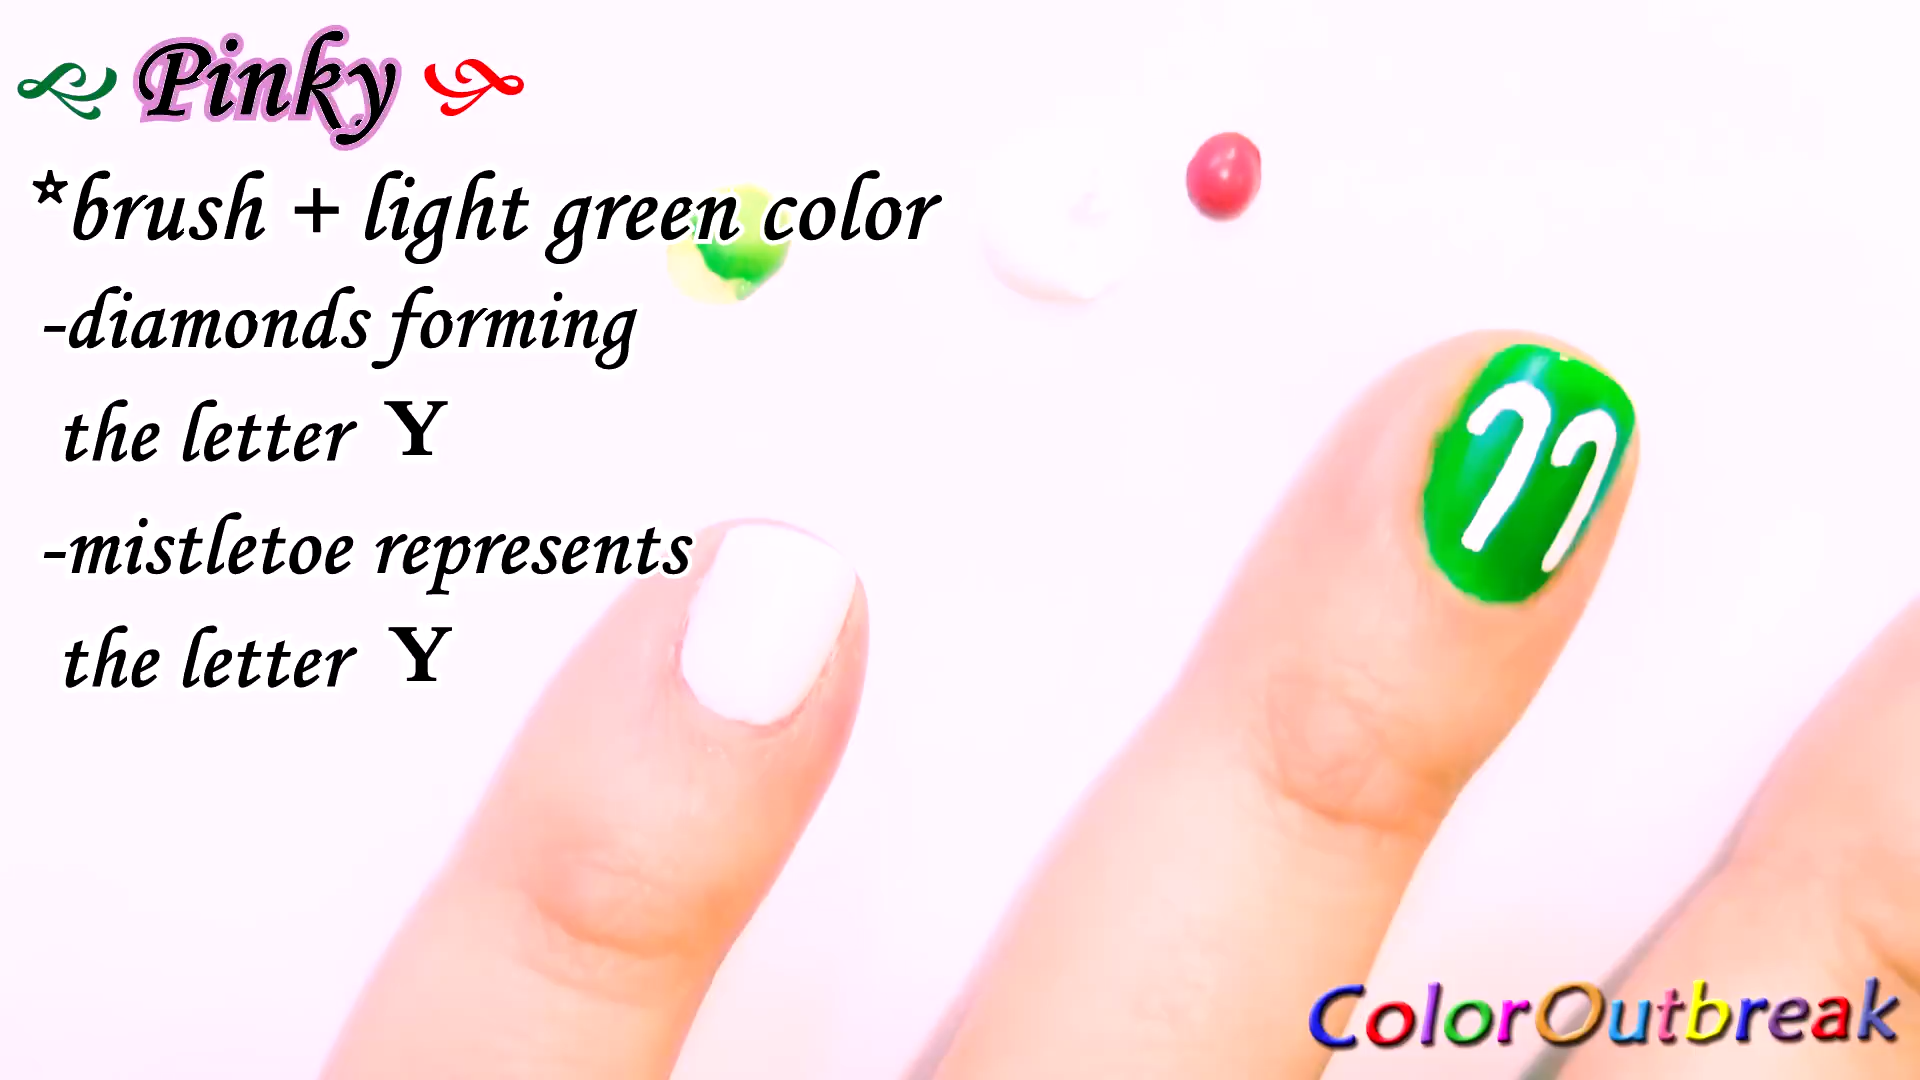 Pinky
*brush + light green color
-diamonds forming
the letter Y
-mistletoe represents
the letter Y
ColorOutbreak